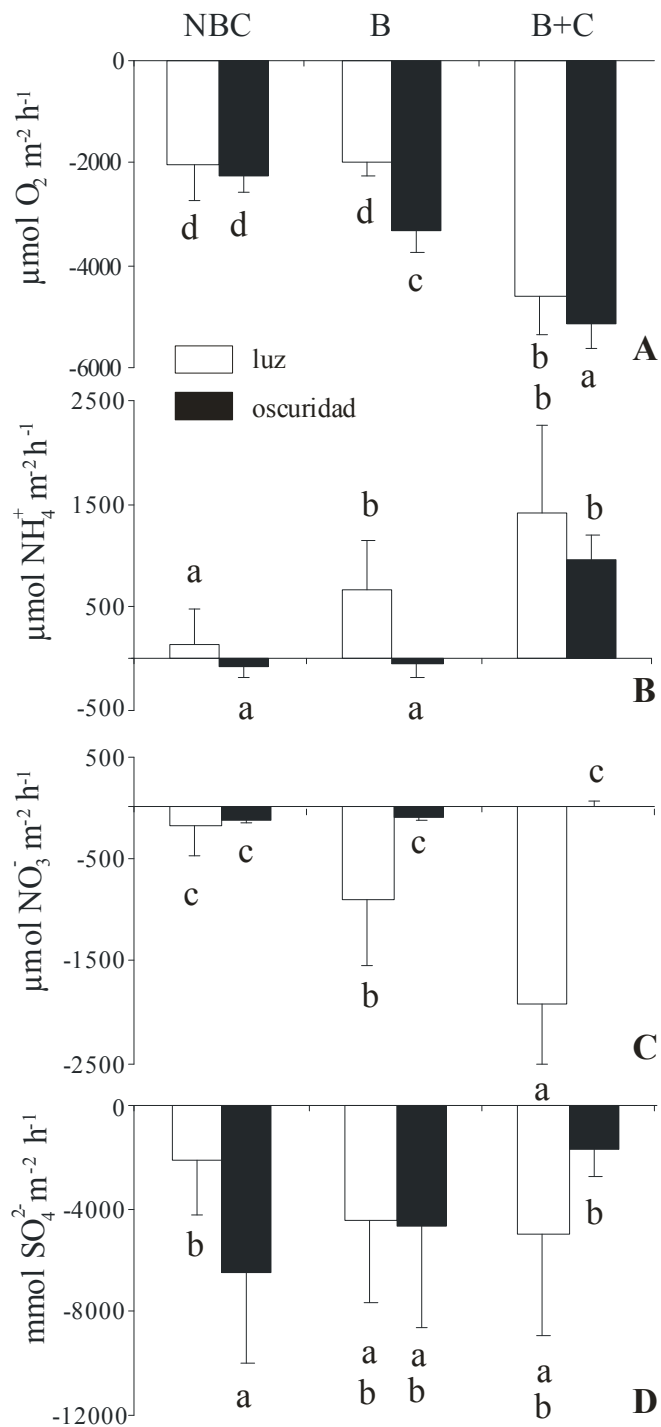 NBC B B+C
μmol O₂ m⁻² h⁻¹
0
-2000
-4000
-6000
d d d c b a
A
luz
oscuridad
μmol NH₄⁺ m⁻² h⁻¹
2500
1500
500
-500
a a b a b b
B
μmol NO₃⁻ m⁻² h⁻¹
500
-500
-1500
-2500
c c b c a c
C
mmol SO₄²⁻ m⁻² h⁻¹
0
-4000
-8000
-12000
b a a b a b a b b
D